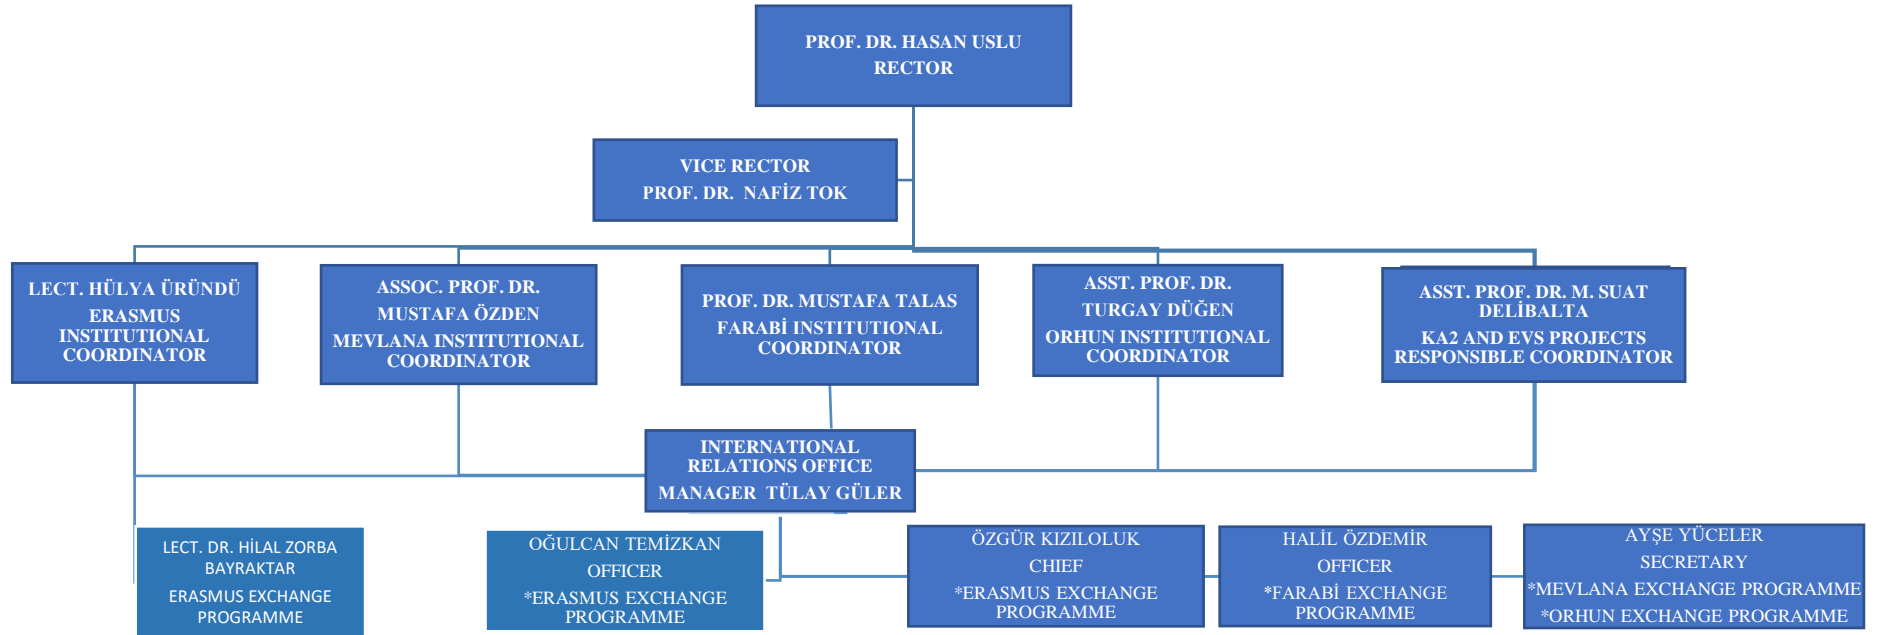 PROF. DR. HASAN USLU
RECTOR
VICE RECTOR
PROF. DR. NAFİZ TOK
LECT. HÜLYA ÜRÜNDÜ
ERASMUS
INSTITUTIONAL
COORDINATOR
ASSOC. PROF. DR.
MUSTAFA ÖZDEN
MEVLANA INSTITUTIONAL
COORDINATOR
PROF. DR. MUSTAFA TALAS
FARABİ INSTITUTIONAL
COORDINATOR
ASST. PROF. DR.
TURGAY DÜĞEN
ORHUN INSTITUTIONAL
COORDINATOR
ASST. PROF. DR. M. SUAT
DELİBALTA
KA2 AND EVS PROJECTS
RESPONSIBLE COORDINATOR
INTERNATIONAL
RELATIONS OFFICE
MANAGER TÜLAY GÜLER
LECT. DR. HİLAL ZORBA
BAYRAKTAR
ERASMUS EXCHANGE
PROGRAMME
OĞULCAN TEMİZKAN
OFFICER
*ERASMUS EXCHANGE
PROGRAMME
ÖZGÜR KIZILOLUK
CHIEF
*ERASMUS EXCHANGE
PROGRAMME
HALİL ÖZDEMİR
OFFICER
*FARABİ EXCHANGE
PROGRAMME
AYŞE YÜCELER
SECRETARY
*MEVLANA EXCHANGE PROGRAMME
*ORHUN EXCHANGE PROGRAMME